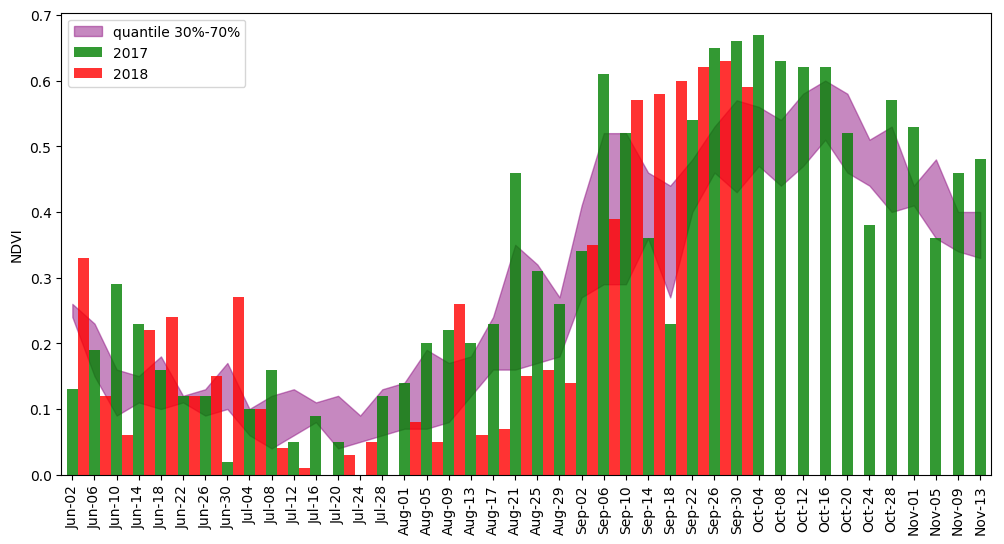 quantile 30%-70%
2017
2018
NDVI
0.7
0.6
0.5
0.4
0.3
0.2
0.1
0.0
Jun-02
Jun-06
Jun-10
Jun-14
Jun-18
Jun-22
Jun-26
Jun-30
Jul-04
Jul-08
Jul-12
Jul-16
Jul-20
Jul-24
Jul-28
Aug-01
Aug-05
Aug-09
Aug-13
Aug-17
Aug-21
Aug-25
Aug-29
Sep-02
Sep-06
Sep-10
Sep-14
Sep-18
Sep-22
Sep-26
Sep-30
Oct-04
Oct-08
Oct-12
Oct-16
Oct-20
Oct-24
Oct-28
Nov-01
Nov-05
Nov-09
Nov-13